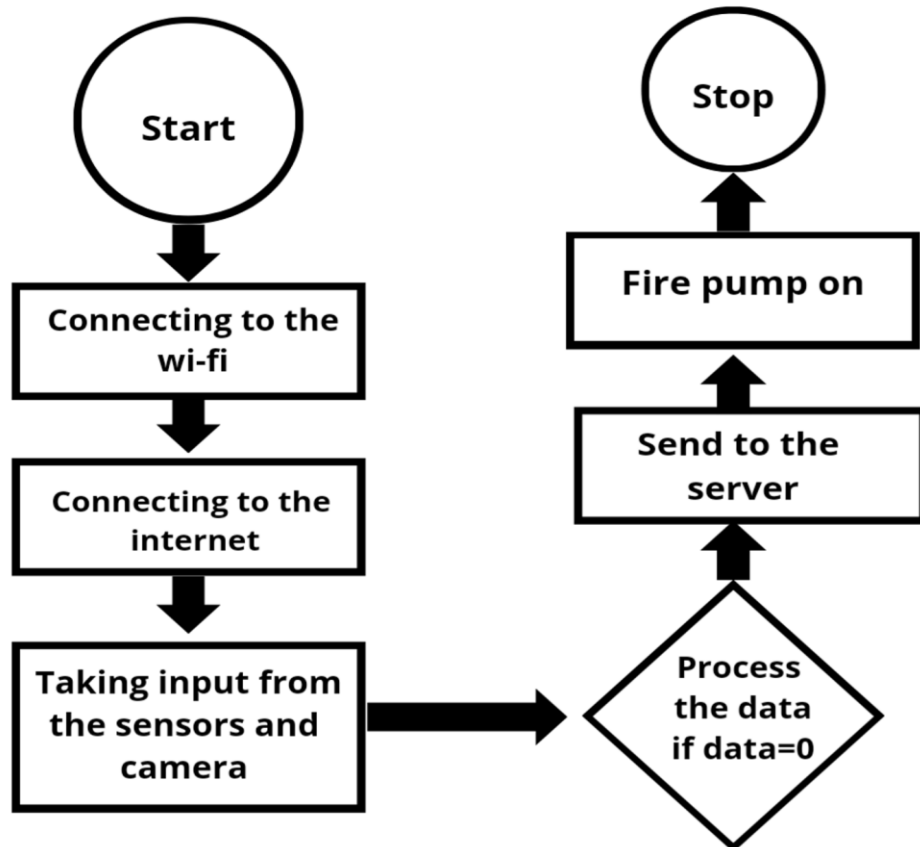 Start
Connecting to the
wi-fi
Connecting to the
internet
Taking input from
the sensors and
camera
Process
the data
if data=0
Send to the
server
Fire pump on
Stop